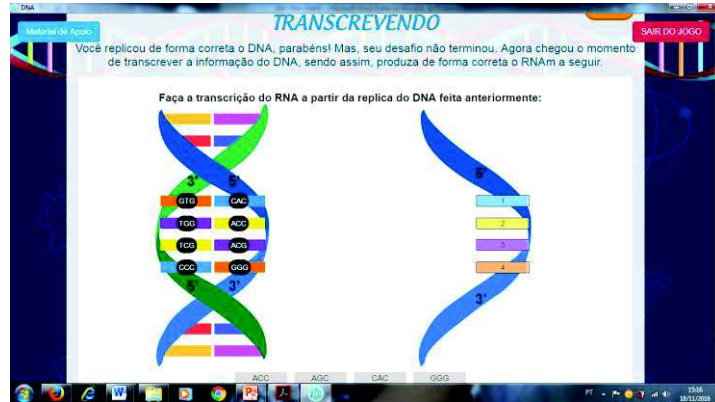 DNA
TRANSCREVENDO
Material de Apoio
SAIR DO JOGO
Você replicou de forma correta o DNA, parabéns! Mas, seu desafio não terminou. Agora chegou o momento
de transcrever a informação do DNA, sendo assim, produza de forma correta o RNAm a seguir.
Faça a transcrição do RNA a partir da replica do DNA feita anteriormente:
3' 5'
5'
GTG CAC
1
TGG ACC
2
TCG ACG
3
CCC GGG
4
5' 3'
3'
ACC AGC CAC GGG
PT
15:16
18/11/2016